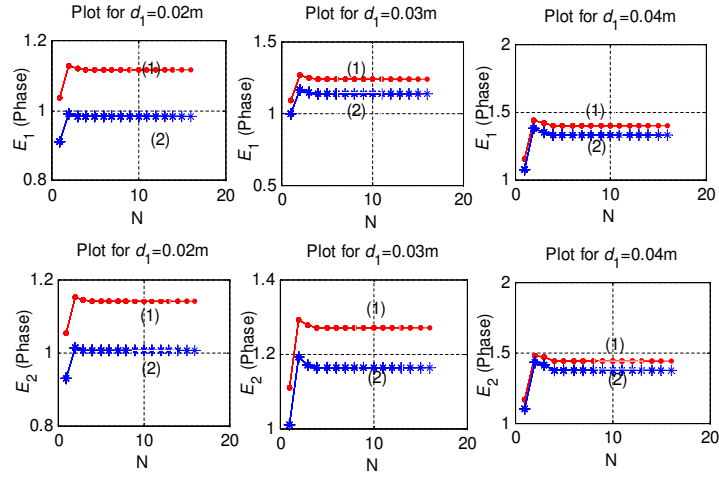 Plot for d1=0.02m
Plot for d1=0.03m
Plot for d1=0.04m
1.2
1
0.8
E1 (Phase)
(1)
(2)
0
10
20
N
1.5
1
0.5
E1 (Phase)
(1)
(2)
0
10
20
N
2
1.5
1
E1 (Phase)
(1)
(2)
0
10
20
N
Plot for d1=0.02m
Plot for d1=0.03m
Plot for d1=0.04m
1.2
1
0.8
E2 (Phase)
(1)
(2)
0
10
20
N
1.4
1.2
1
E2 (Phase)
(1)
(2)
0
10
20
N
2
1.5
1
E2 (Phase)
(1)
(2)
0
10
20
N